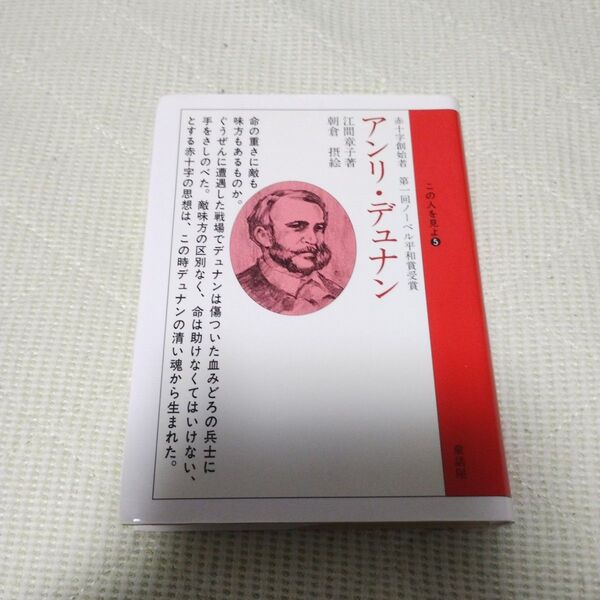 この人を見よ5
赤十字創始者 第一回ノーベル平和賞受賞
アンリ・デュナン
江間章子著
朝倉 摂絵
命の重さに敵も
味方もあるものか。
ぐうぜんに遭遇した戦場でデュナンは傷ついた血みどろの兵士に
手をさしのべた。敵味方の区別なく、命は助けなくてはいけない、
とする赤十字の思想は、この時デュナンの清い魂から生まれた。
童話屋